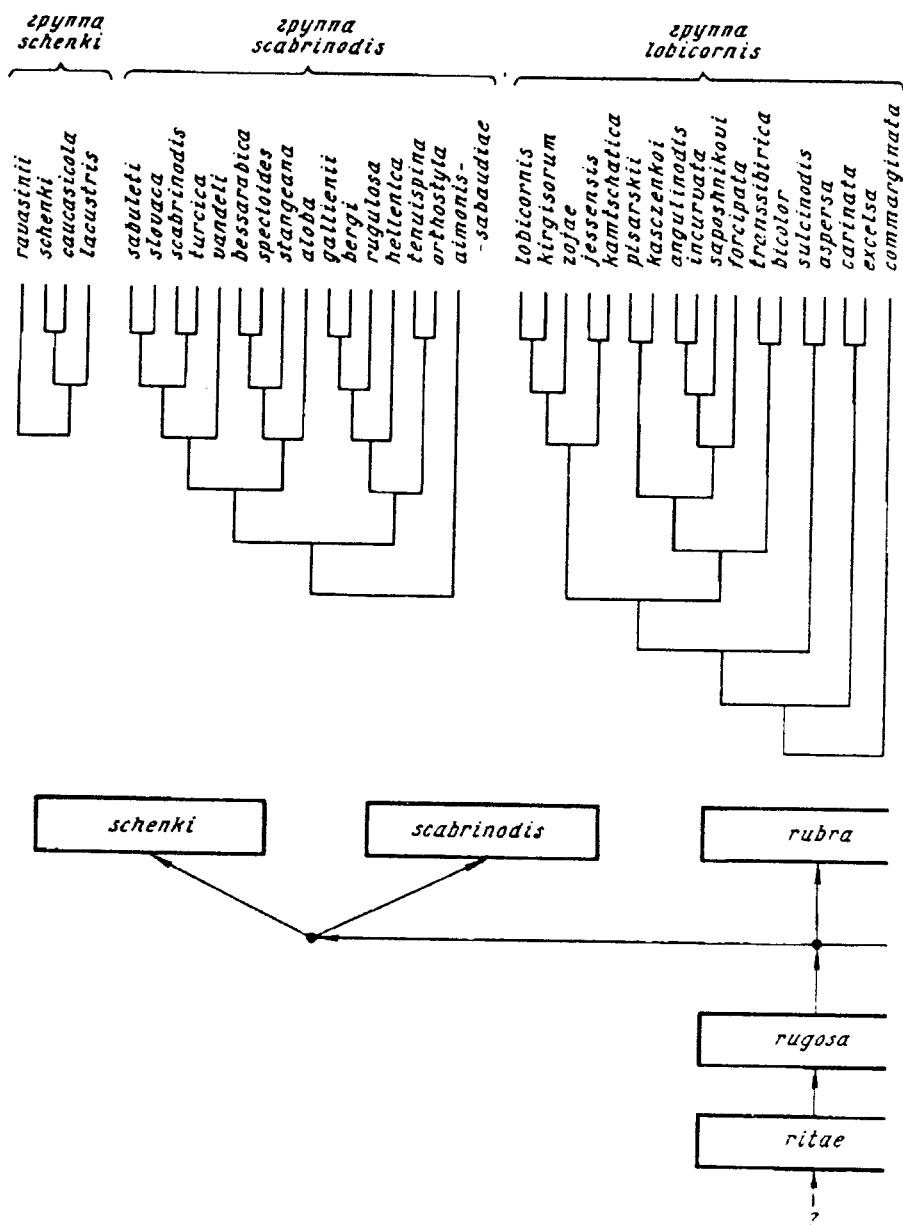 группа
schenki
группа
scabrinodis
группа
lobicornis
ravasinii
schenki
caucasicola
lacustris
sabuleti
slovaca
scabrinodis
turcica
vandeli
bessarabica
specioides
stangeana
aloba
gallienii
bergi
rugulosa
hellenica
tenuispina
orthostyla
aimonis-
-sabaudiae
lobicornis
kirgisorum
zojae
jessensis
kamtschatica
pisarskii
kasczenkoi
angulinodis
incurvata
saposhnikovi
forcipata
transsibirica
bicolor
sulcinodis
aspersa
carinata
excelsa
commarginata
schenki
scabrinodis
rubra
rugosa
ritae
?